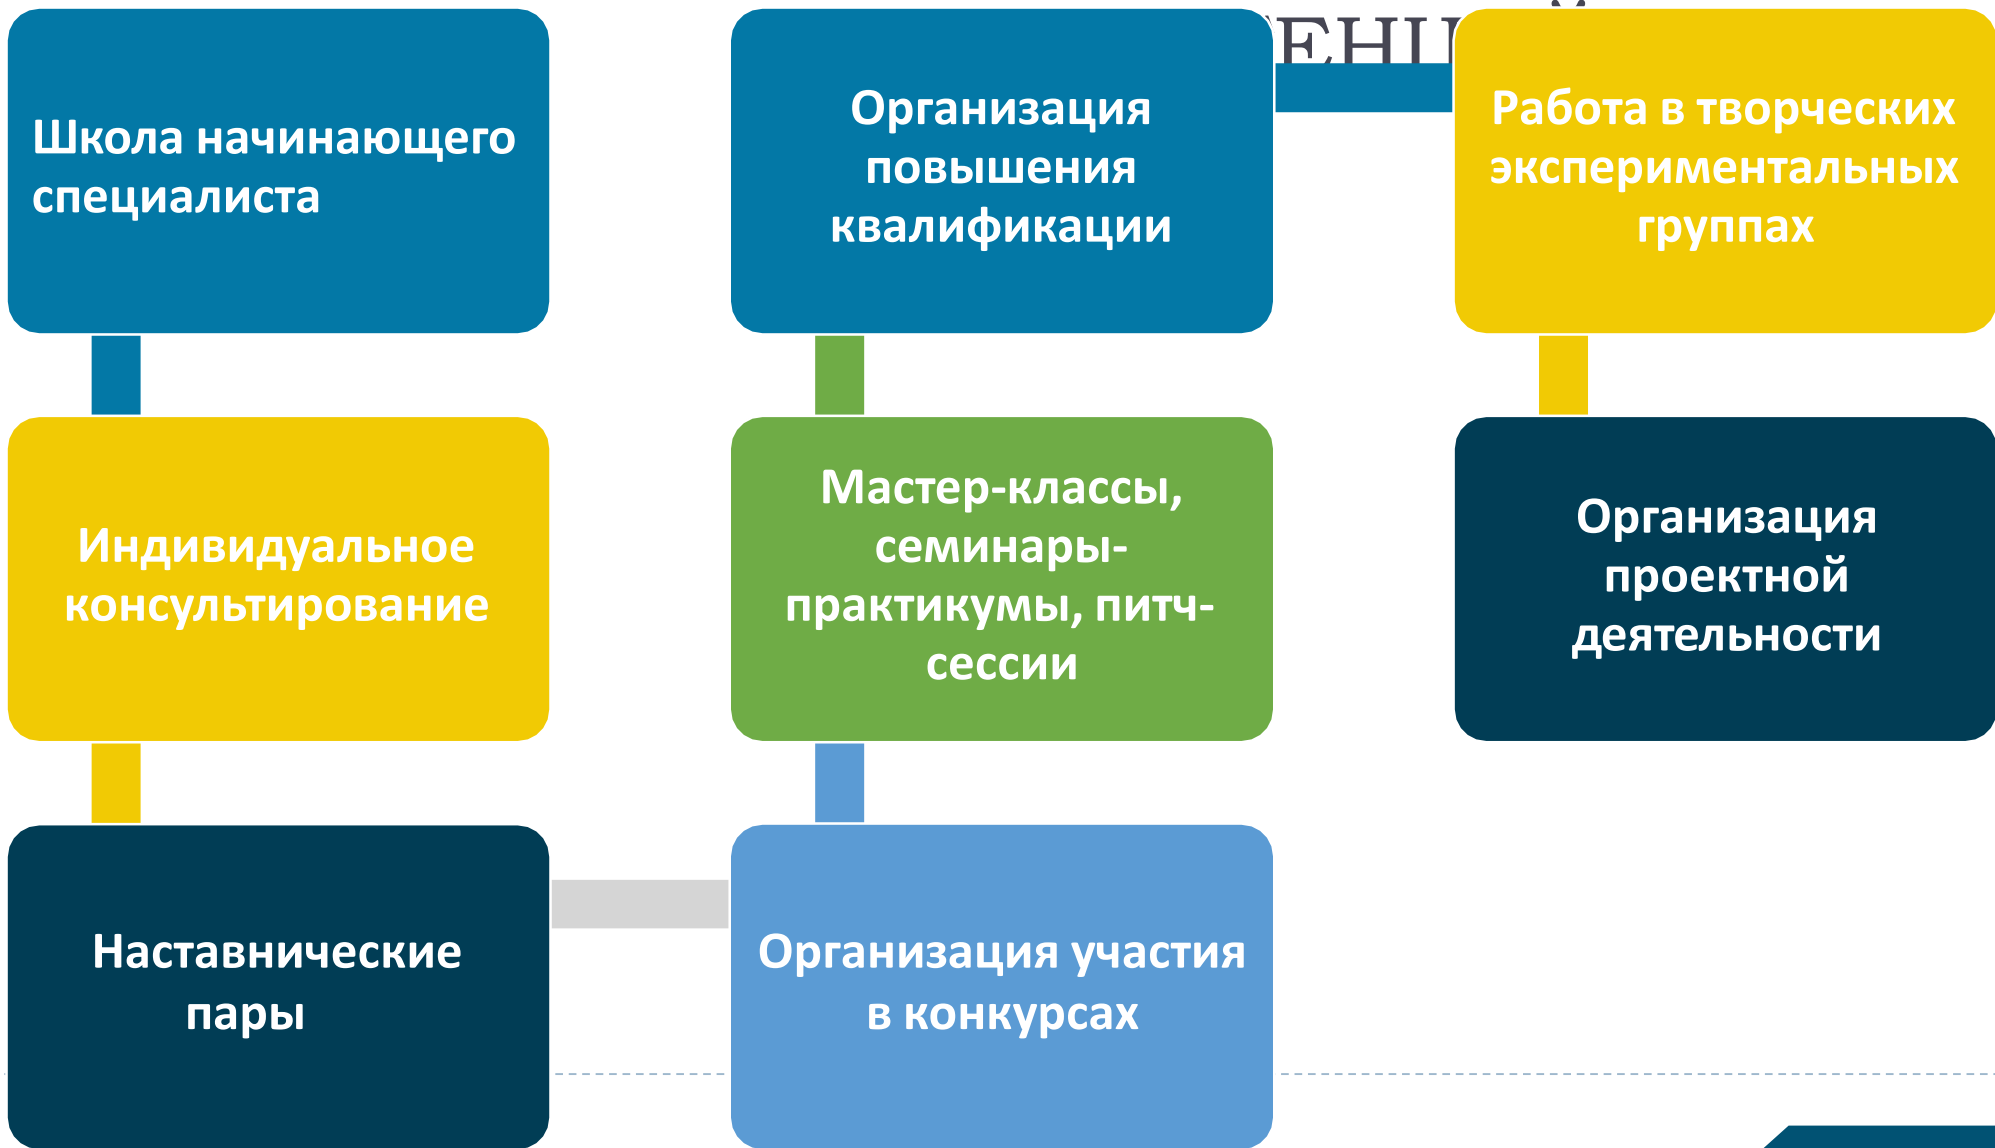 Школа начинающего
специалиста
Индивидуальное
консультирование
Наставнические
пары
Организация участия
в конкурсах
Мастер-классы,
семинары-
практикумы, питч-
сессии
Организация
повышения
квалификации
Работа в творческих
экспериментальных
группах
Организация
проектной
деятельности